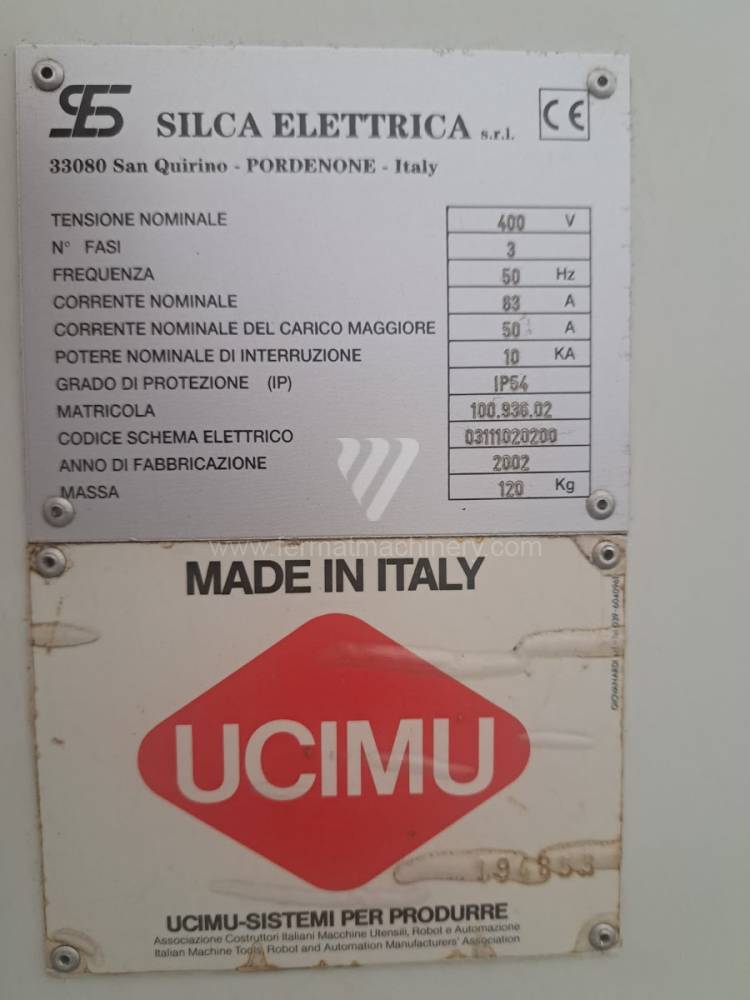 SES SILCA ELETTRICA s.r.l. CE
33080 San Quirino - PORDENONE - Italy
TENSIONE NOMINALE 400 V
N° FASI 3
FREQUENZA 50 Hz
CORRENTE NOMINALE 83 A
CORRENTE NOMINALE DEL CARICO MAGGIORE 50 A
POTERE NOMINALE DI INTERRUZIONE 10 KA
GRADO DI PROTEZIONE (IP) IP54
MATRICOLA 100.936.02
CODICE SCHEMA ELETTRICO 03111020200
ANNO DI FABBRICAZIONE 2002
MASSA 120 Kg
www.fermatmachinery.com
MADE IN ITALY
UCIMU
194853
UCIMU-SISTEMI PER PRODURRE
Associazione Costruttori Italiani Macchine Utensili, Robot e Automazione
Italian Machine Tools, Robot and Automation Manufacturers' Association